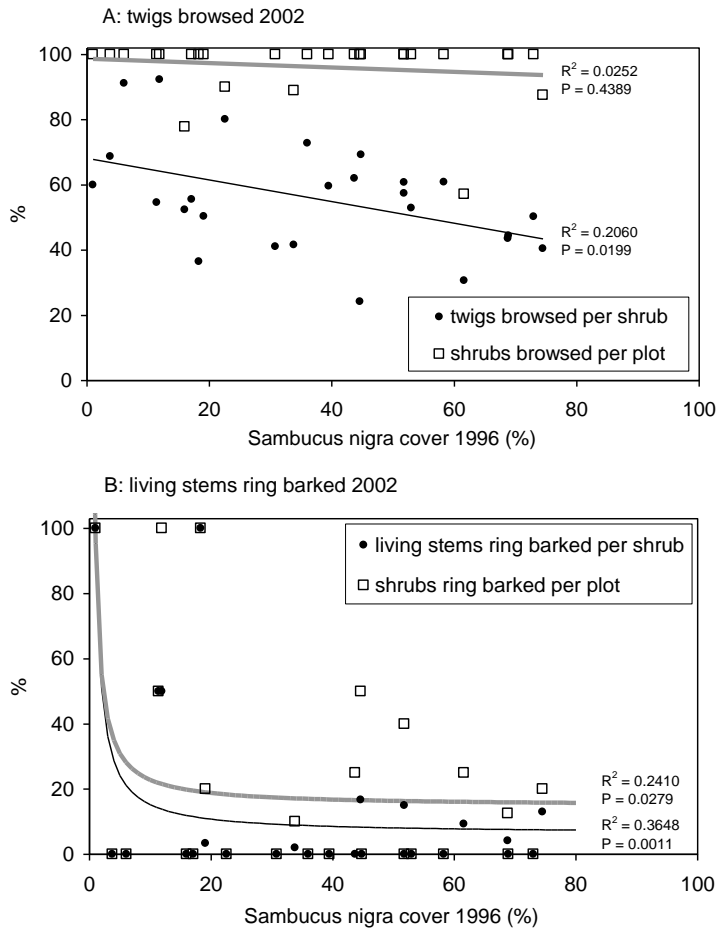 A: twigs browsed 2002
100
80
60
40
20
0
%
R² = 0.0252
P = 0.4389
R² = 0.2060
P = 0.0199
twigs browsed per shrub
shrubs browsed per plot
0 20 40 60 80 100
Sambucus nigra cover 1996 (%)
B: living stems ring barked 2002
100
80
60
40
20
0
%
living stems ring barked per shrub
shrubs ring barked per plot
R² = 0.2410
P = 0.0279
R² = 0.3648
P = 0.0011
0 20 40 60 80 100
Sambucus nigra cover 1996 (%)